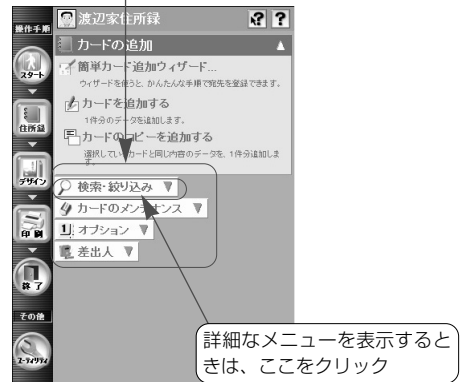 操作手順
渡辺家住所録
カードの追加
スタート
簡単カード追加ウィザード...
ウィザードを使うと、かんたんな手順で宛先を登録できます。
カードを追加する
1件分のデータを追加します。
住所録
カードのコピーを追加する
選択しているカードと同じ内容のデータを、1件分追加しま
す。
デザイン
検索・絞り込み ▼
カードのメンテナンス ▼
印刷
オプション ▼
差出人 ▼
終了
その他
ユーティリティ
詳細なメニューを表示すると
きは、ここをクリック